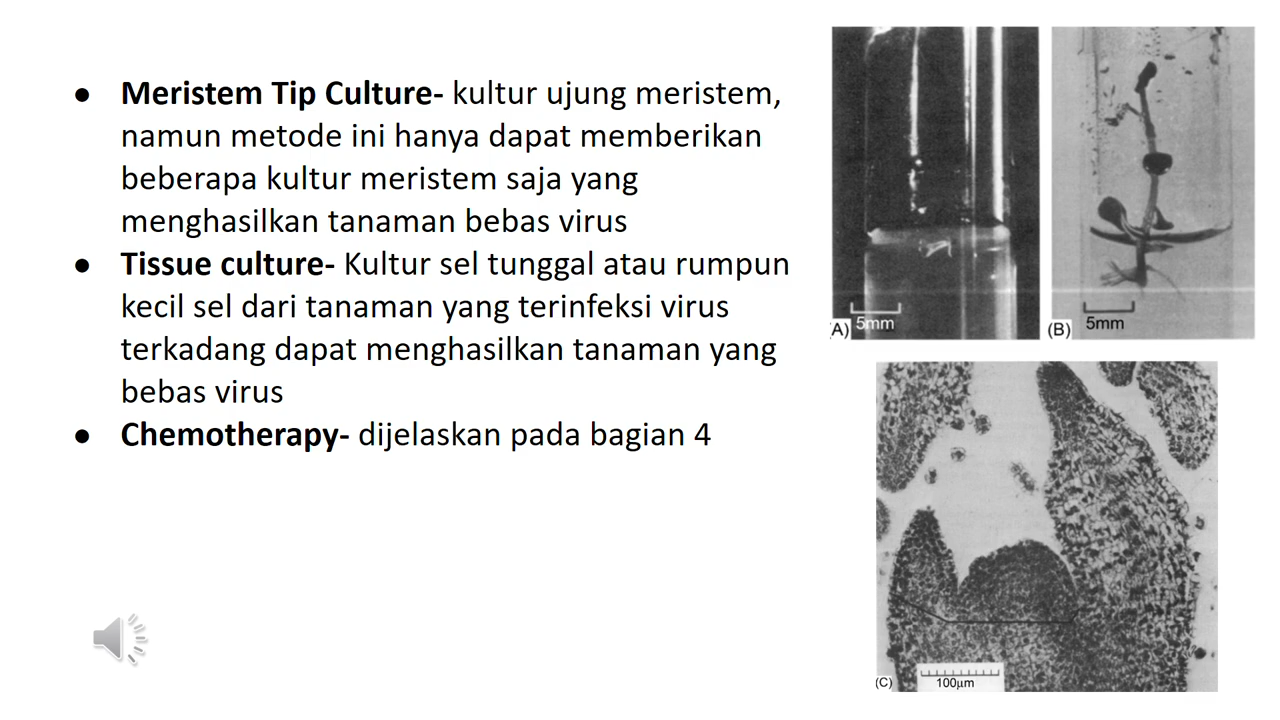 ● Meristem Tip Culture- kultur ujung meristem,
namun metode ini hanya dapat memberikan
beberapa kultur meristem saja yang
menghasilkan tanaman bebas virus
● Tissue culture- Kultur sel tunggal atau rumpun
kecil sel dari tanaman yang terinfeksi virus
terkadang dapat menghasilkan tanaman yang
bebas virus
● Chemotherapy- dijelaskan pada bagian 4
5mm
(A)
5mm
(B)
100μm
(C)